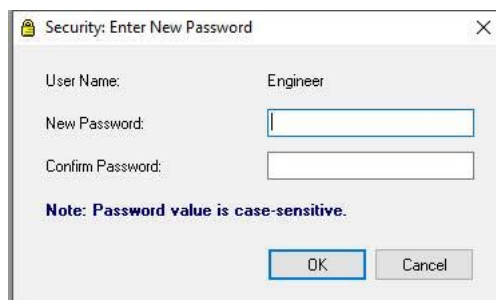 Security: Enter New Password
User Name: Engineer
New Password:
Confirm Password:
Note: Password value is case-sensitive.
OK Cancel